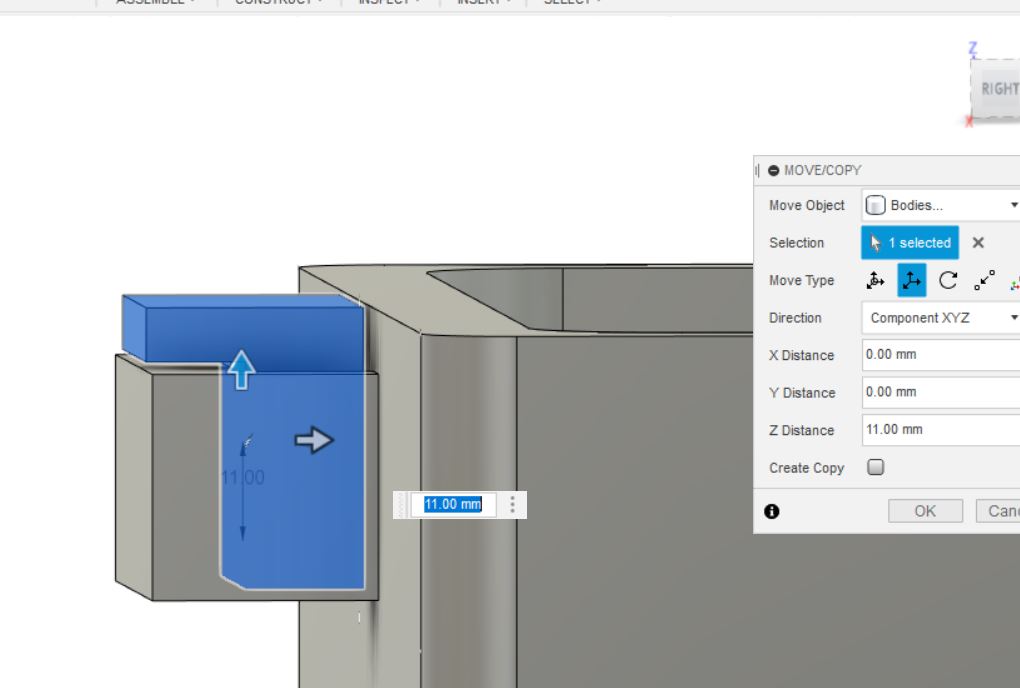 ASSEMBLE CONSTRUCT INSPECT INSERT SELECT
Z
RIGHT
X
MOVE/COPY
Move Object Bodies...
Selection 1 selected
Move Type
Direction Component XYZ
X Distance 0.00 mm
Y Distance 0.00 mm
Z Distance 11.00 mm
Create Copy
OK Canc
11.00
11.00 mm